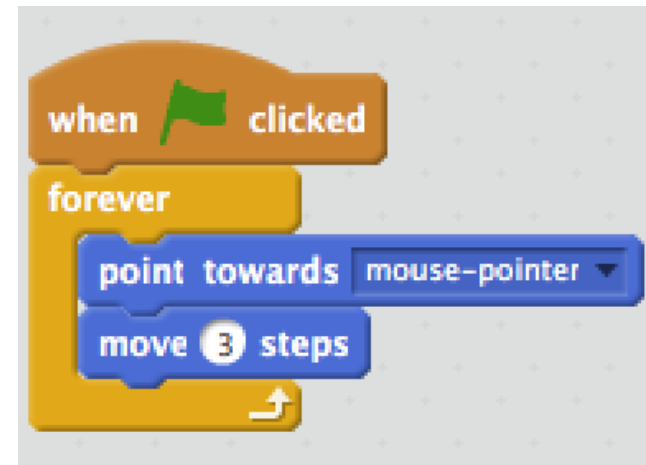 when clicked
forever
point towards mouse-pointer
move 3 steps